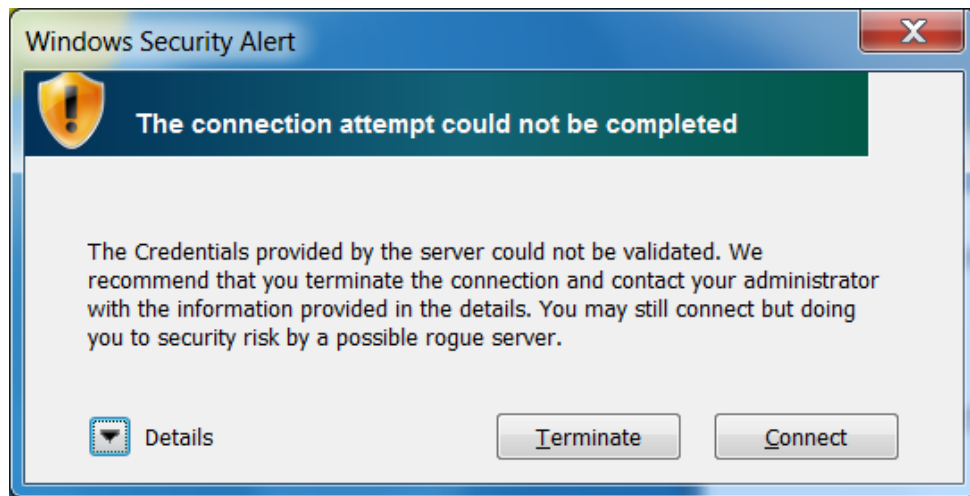 Windows Security Alert
The connection attempt could not be completed
The Credentials provided by the server could not be validated. We
recommend that you terminate the connection and contact your administrator
with the information provided in the details. You may still connect but doing
you to security risk by a possible rogue server.
Details Terminate Connect